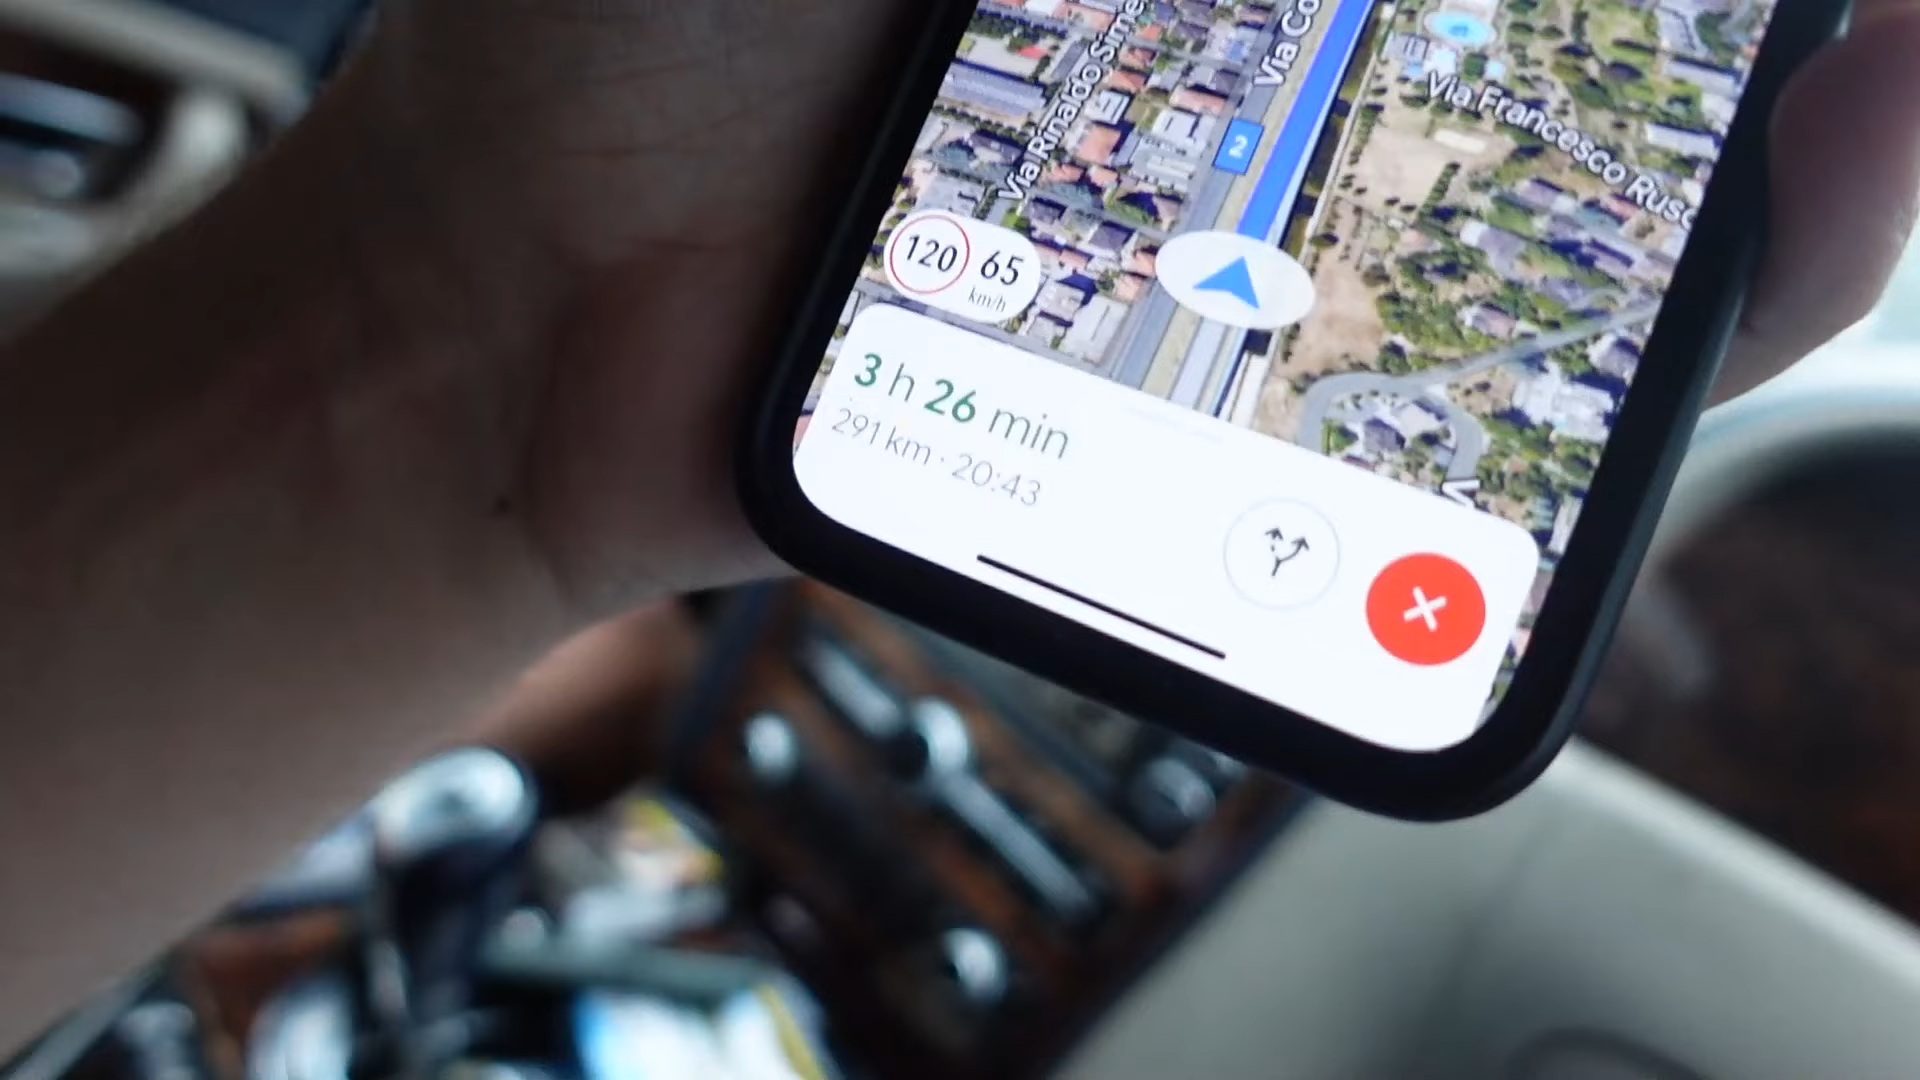 Via Rinaldo Sime
Via Co
2
Via Francesco Rusc
120
65
km/h
3 h 26 min
291 km · 20:43